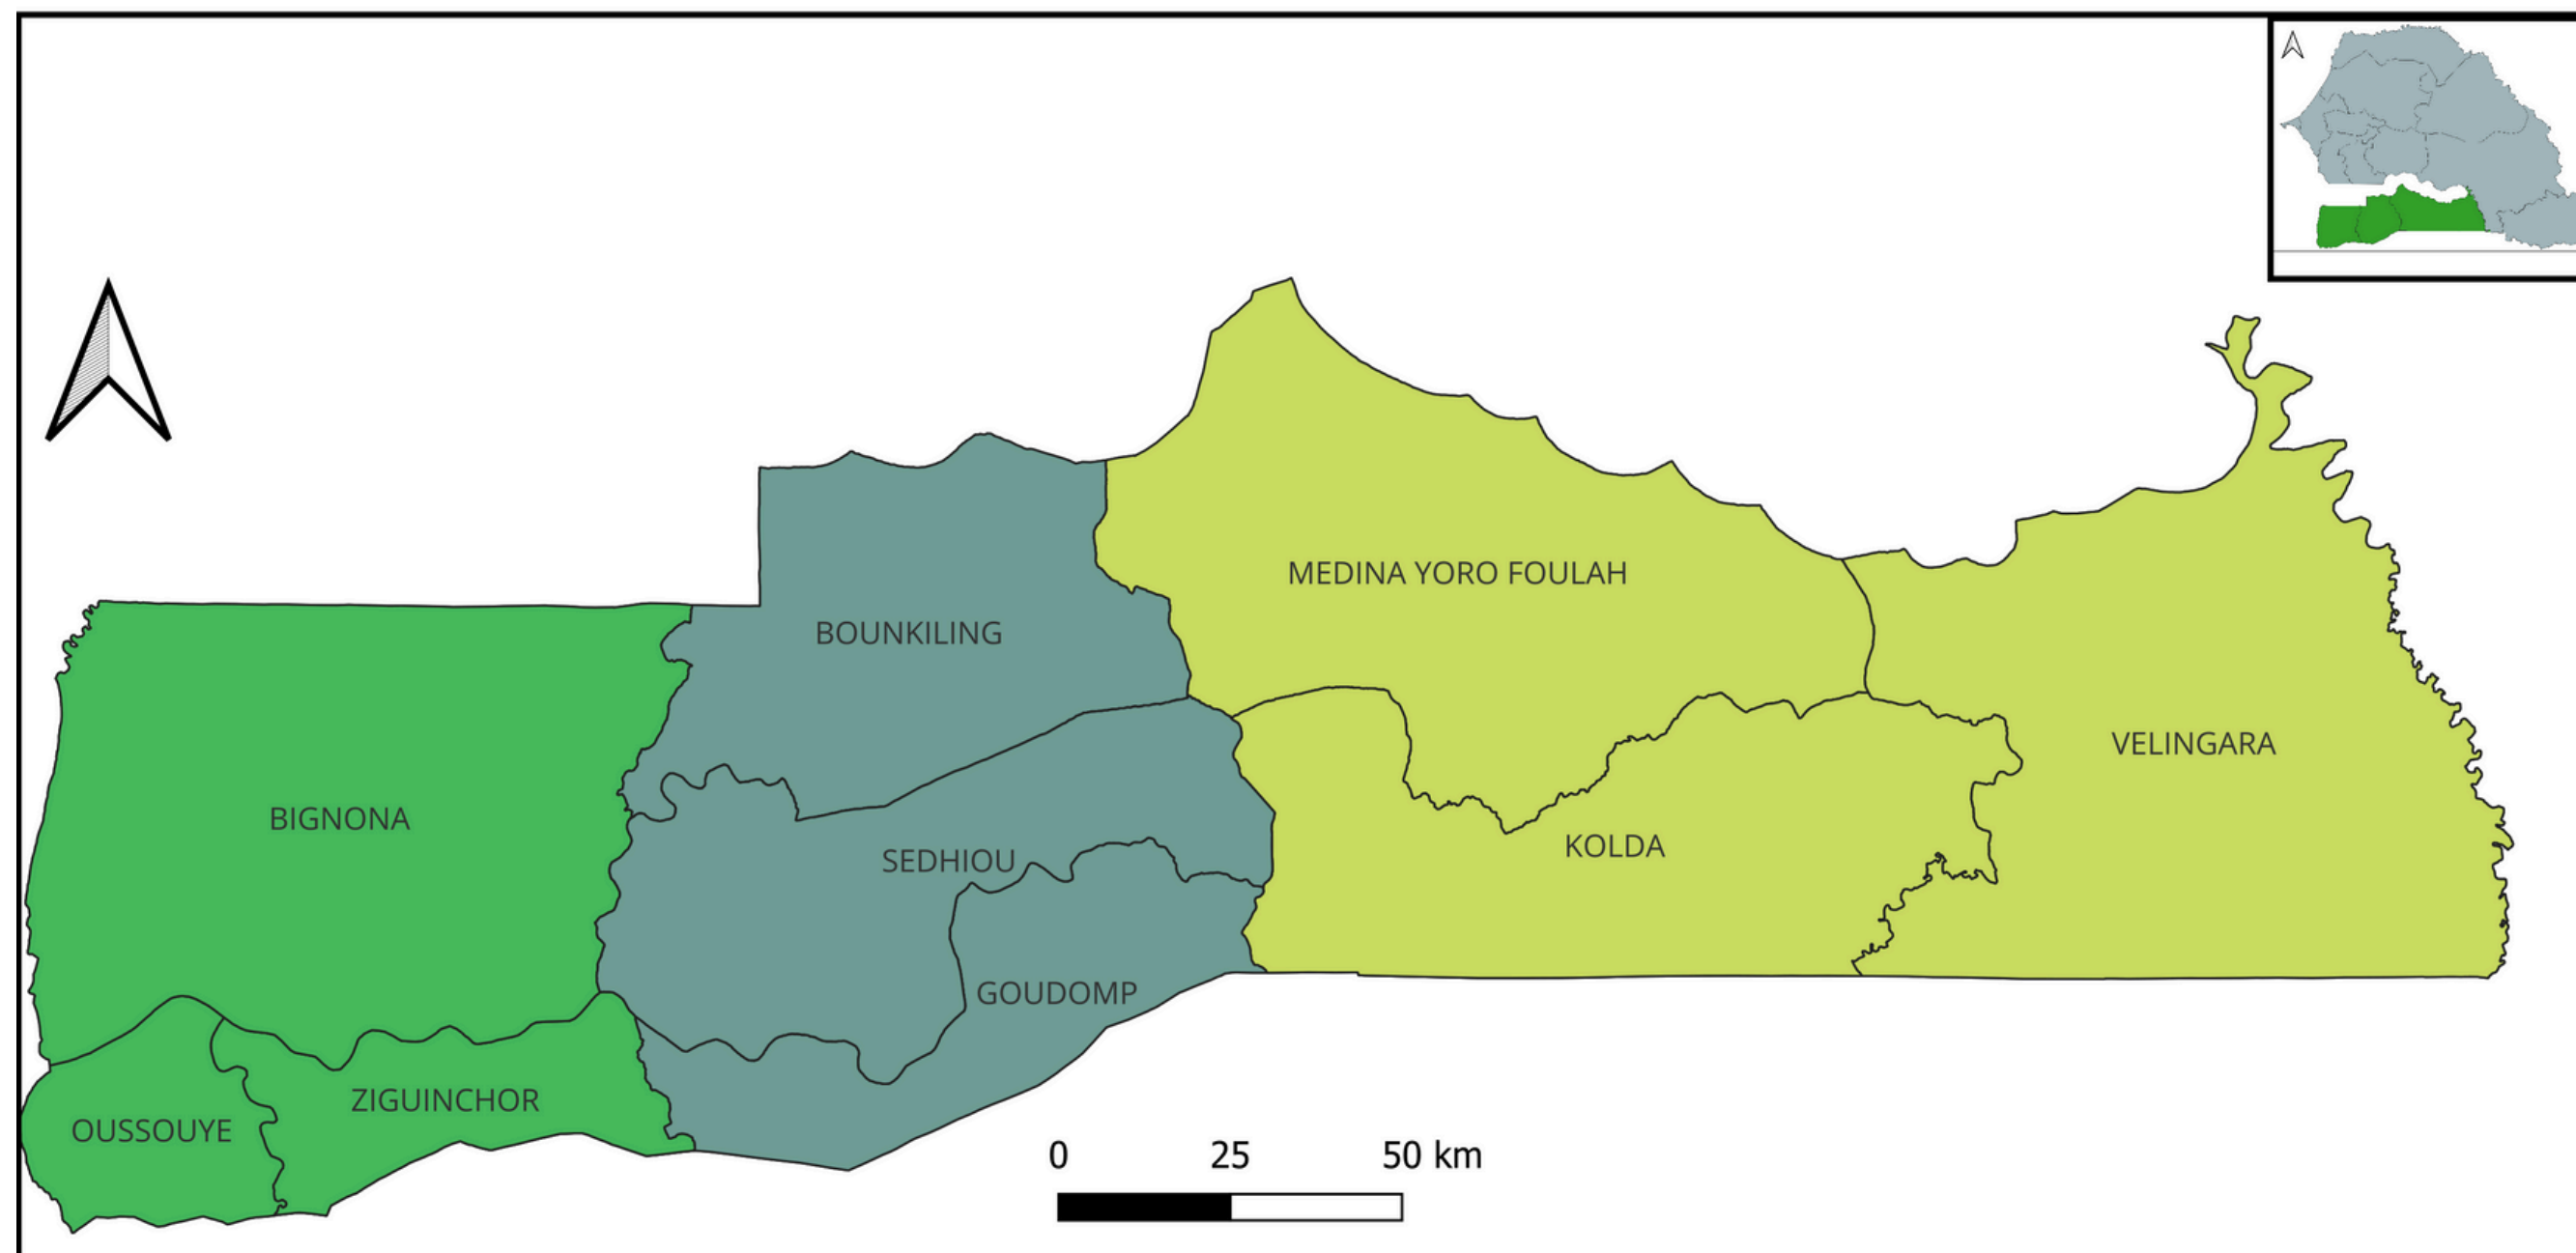 MEDINA YORO FOULAH
BOUNKILING
VELINGARA
BIGNONA
KOLDA
SEDHIOU
GOUDOMP
ZIGUINCHOR
OUSSOUYE
0 25 50 km